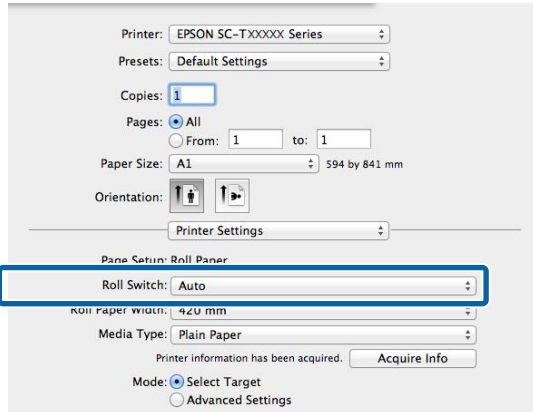 Printer: EPSON SC-TXXXXX Series
Presets: Default Settings
Copies: 1
Pages: All
From: 1 to: 1
Paper Size: A1 594 by 841 mm
Orientation:
Printer Settings
Page Setup: Roll Paper
Roll Switch: Auto
Roll Paper Width: 420 mm
Media Type: Plain Paper
Printer information has been acquired. Acquire Info
Mode: Select Target
Advanced Settings